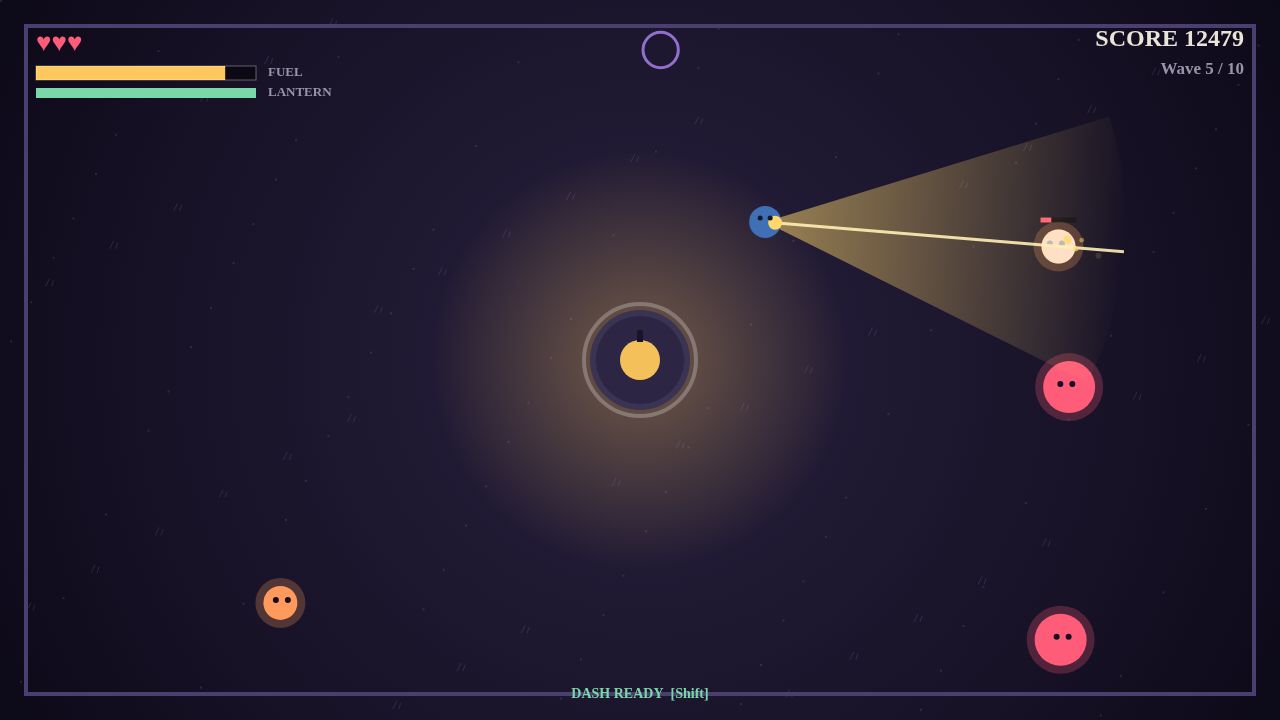 ♥♥♥
SCORE 12479
FUEL
Wave 5 / 10
LANTERN
DASH READY [Shift]